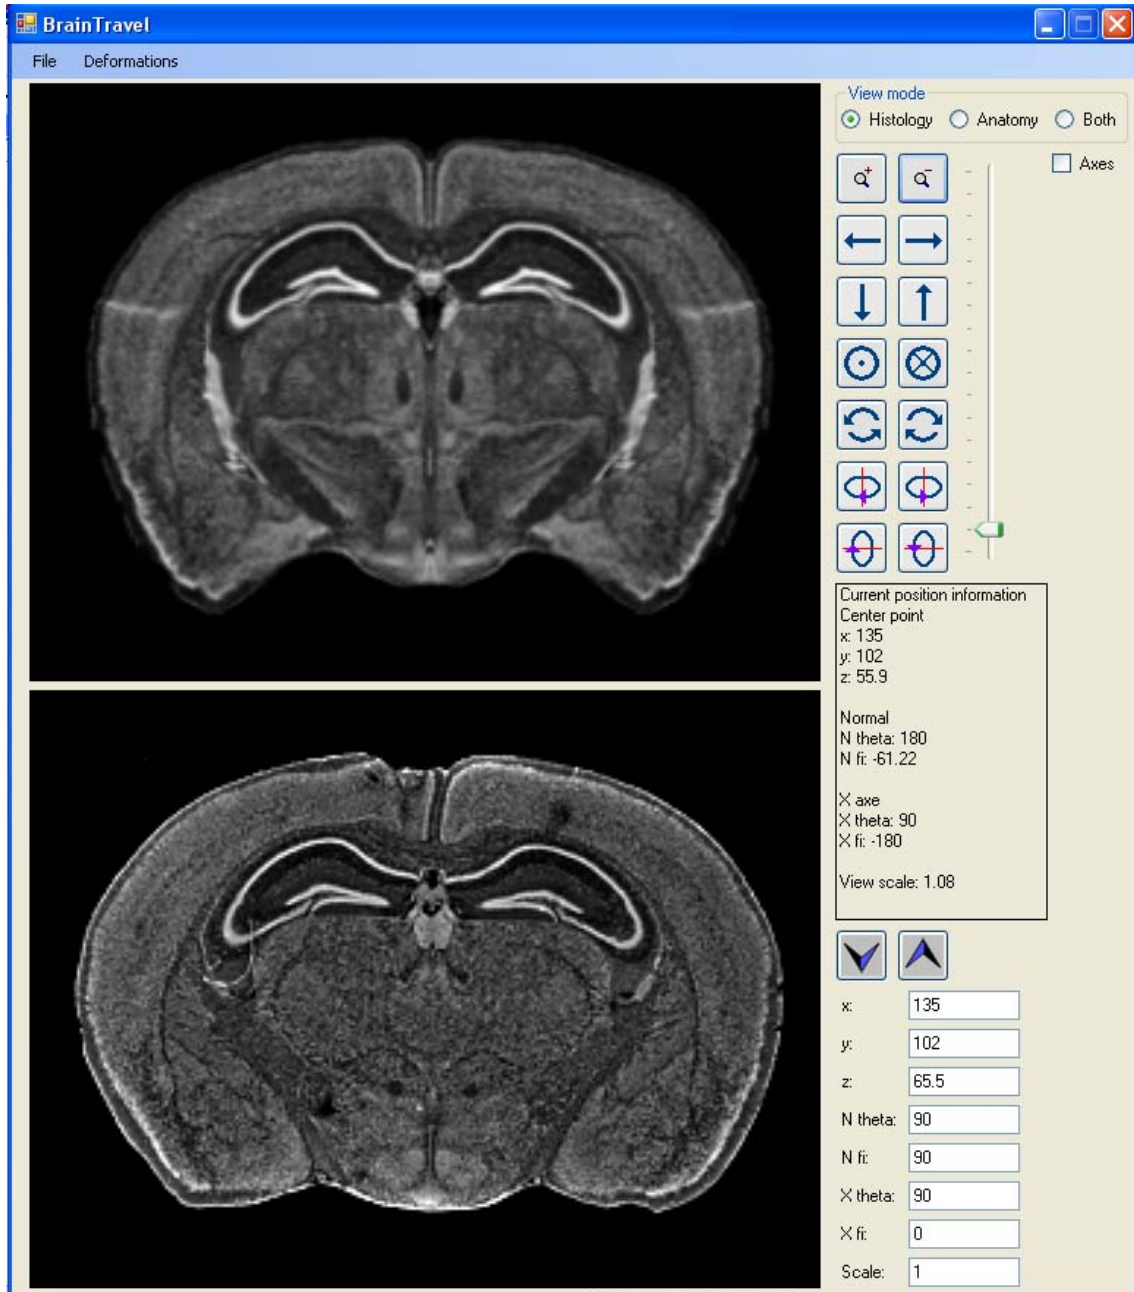 BrainTravel
File Deformations
View mode
Histology Anatomy Both
Axes
Current position information
Center point
x: 135
y: 102
z: 55.9
Normal
N theta: 180
N fi: -61.22
X axe
X theta: 90
X fi: -180
View scale: 1.08
x: 135
y: 102
z: 65.5
N theta: 90
N fi: 90
X theta: 90
X fi: 0
Scale: 1